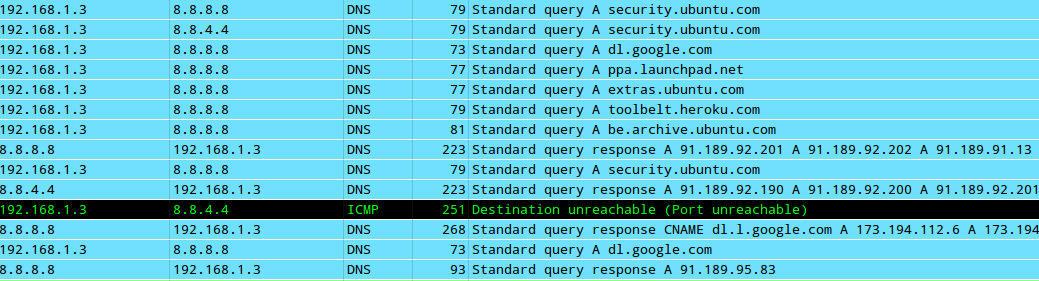 192.168.1.3 8.8.8.8 DNS 79 Standard query A security.ubuntu.com
192.168.1.3 8.8.4.4 DNS 79 Standard query A security.ubuntu.com
192.168.1.3 8.8.8.8 DNS 73 Standard query A dl.google.com
192.168.1.3 8.8.8.8 DNS 77 Standard query A ppa.launchpad.net
192.168.1.3 8.8.8.8 DNS 77 Standard query A extras.ubuntu.com
192.168.1.3 8.8.8.8 DNS 79 Standard query A toolbelt.heroku.com
192.168.1.3 8.8.8.8 DNS 81 Standard query A be.archive.ubuntu.com
8.8.8.8 192.168.1.3 DNS 223 Standard query response A 91.189.92.201 A 91.189.92.202 A 91.189.91.13
192.168.1.3 8.8.8.8 DNS 79 Standard query A security.ubuntu.com
8.8.4.4 192.168.1.3 DNS 223 Standard query response A 91.189.92.190 A 91.189.92.200 A 91.189.92.201
192.168.1.3 8.8.4.4 ICMP 251 Destination unreachable (Port unreachable)
8.8.8.8 192.168.1.3 DNS 268 Standard query response CNAME dl.l.google.com A 173.194.112.6 A 173.194
192.168.1.3 8.8.8.8 DNS 73 Standard query A dl.google.com
8.8.8.8 192.168.1.3 DNS 93 Standard query response A 91.189.95.83